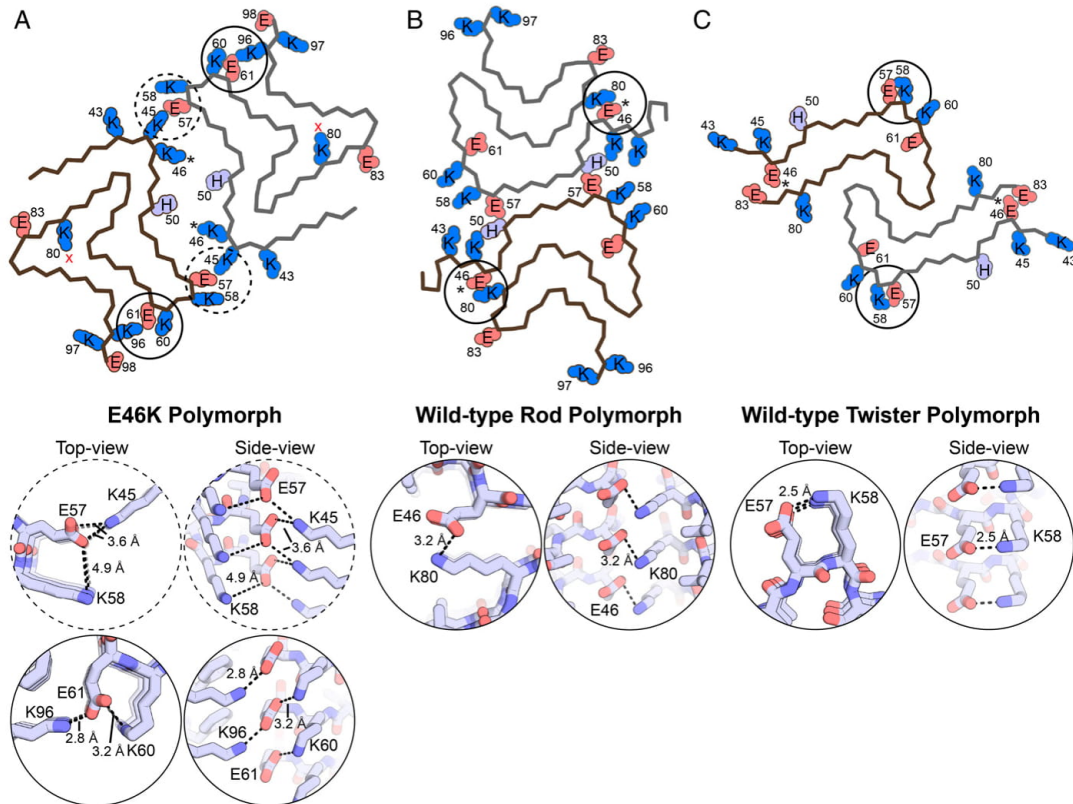 A
B
C
98
E
60
K
96
K
K
97
E
61
K
58
E
57
45
K
43
K
K
*
46
x
80
K
E
83
H
50
H
50
*
K
46
45
K
K
43
E
83
K
80
x
E
57
K
58
61
E
K
60
97
K
K
96
E
98
K
K
96
97
E
83
80
K
E
*
46
K
K
E
61
H
50
E
57
60
K
58
K
E
57
K
58
K
60
43
K
K
50
H
E
46
E
*
K
80
E
83
K
K
97
96
57
58
E
K
K
60
50
H
43
K
45
K
61
E
E
46
*
83
E
K
80
80
K
E
83
*
46
E
K
45
K
43
H
50
E
61
60
K
K
58
E
57
E46K Polymorph
Wild-type Rod Polymorph
Wild-type Twister Polymorph
Top-view
Side-view
Top-view
Side-view
Top-view
Side-view
E57
K45
3.6 Å
4.9 Å
K58
E57
K45
3.6 Å
4.9 Å
K58
E46
3.2 Å
K80
3.2 Å
K80
E46
2.5 Å
E57
K58
K58
E57
2.5 Å
E61
K96
2.8 Å
3.2 Å
K60
2.8 Å
3.2 Å
K96
K60
E61